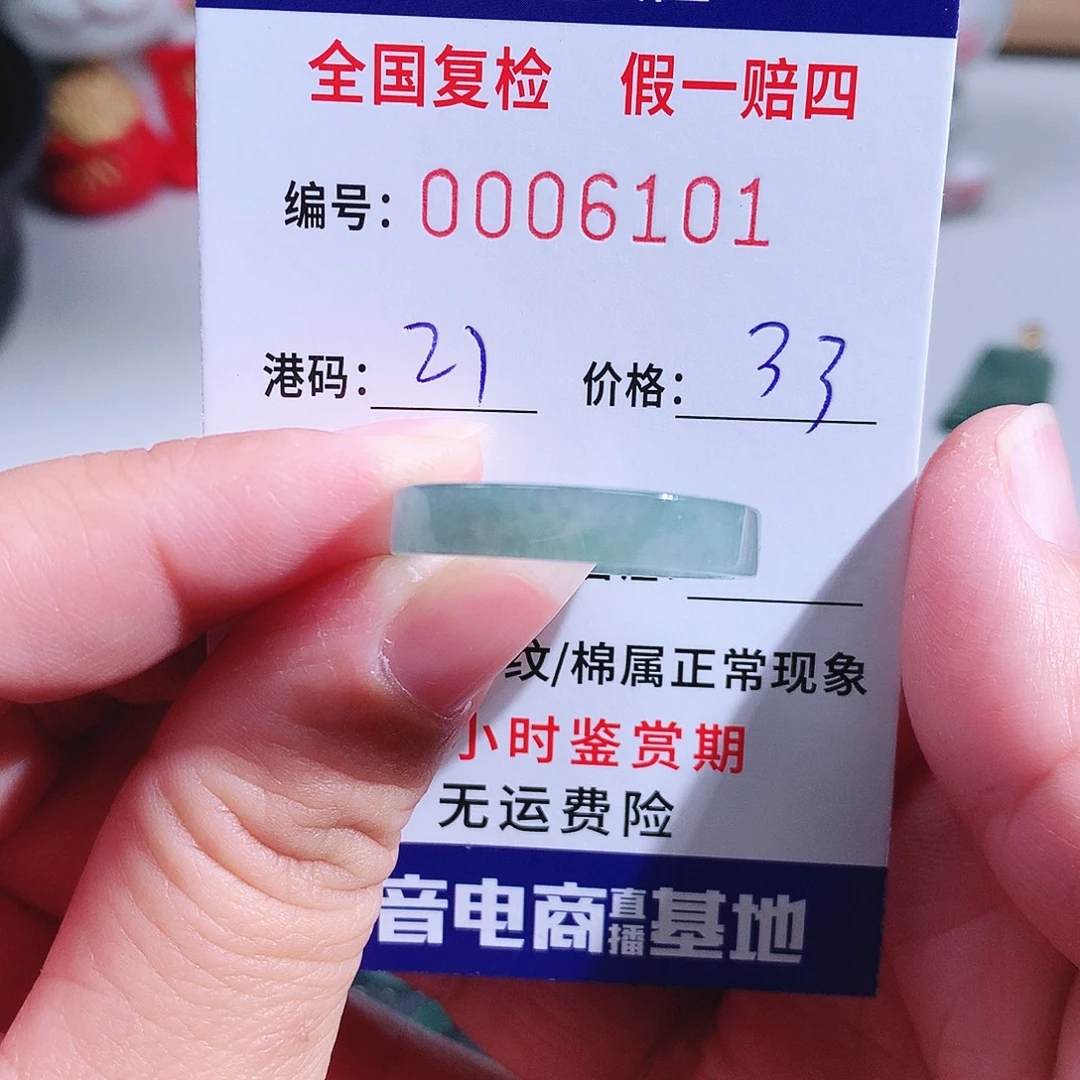 全国复检 假一赔四
编号：0006101
港码：21 价格：33
纹/棉属正常现象
小时鉴赏期
无运费险
音电商直播基地